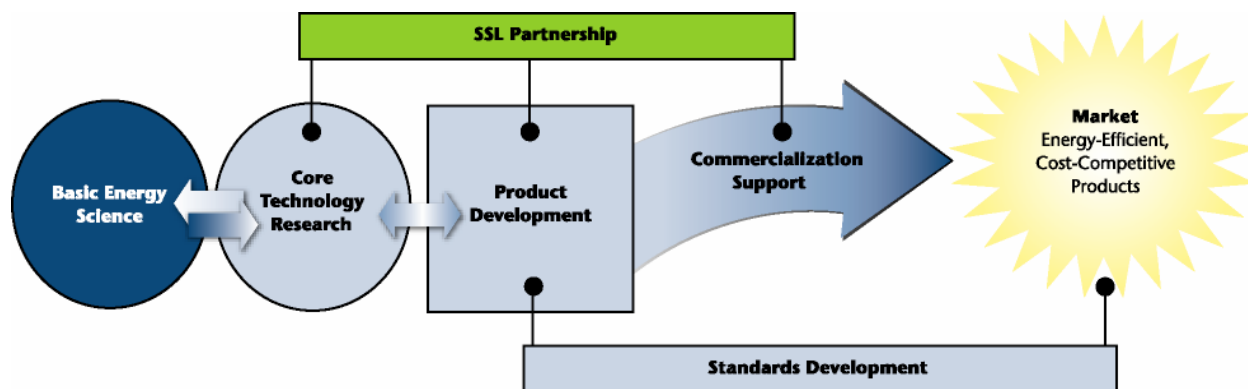 SSL Partnership
Basic Energy
Science
Core
Technology
Research
Product
Development
Commercialization
Support
Market
Energy-Efficient,
Cost-Competitive
Products
Standards Development